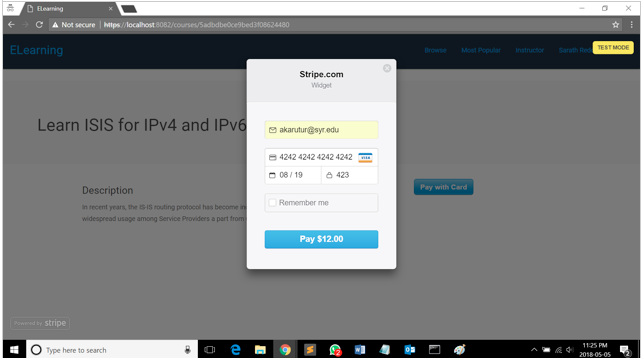 ELearning
Not secure https://localhost:8082/courses/5adbdbe0ce9bed3f08624480
ELearning
Browse Most Popular Instructor Sarath
TEST MODE
Stripe.com
Widget
Learn ISIS for IPv4 and IPv6
akarutur@syr.edu
4242 4242 4242 4242 VISA
08 / 19 423
Remember me
Pay $12.00
Pay with Card
Description
In recent years, the IS-IS routing protocol has become
widespread usage among Service Providers a part from
Powered by stripe
Type here to search
11:25 PM
2018-05-05